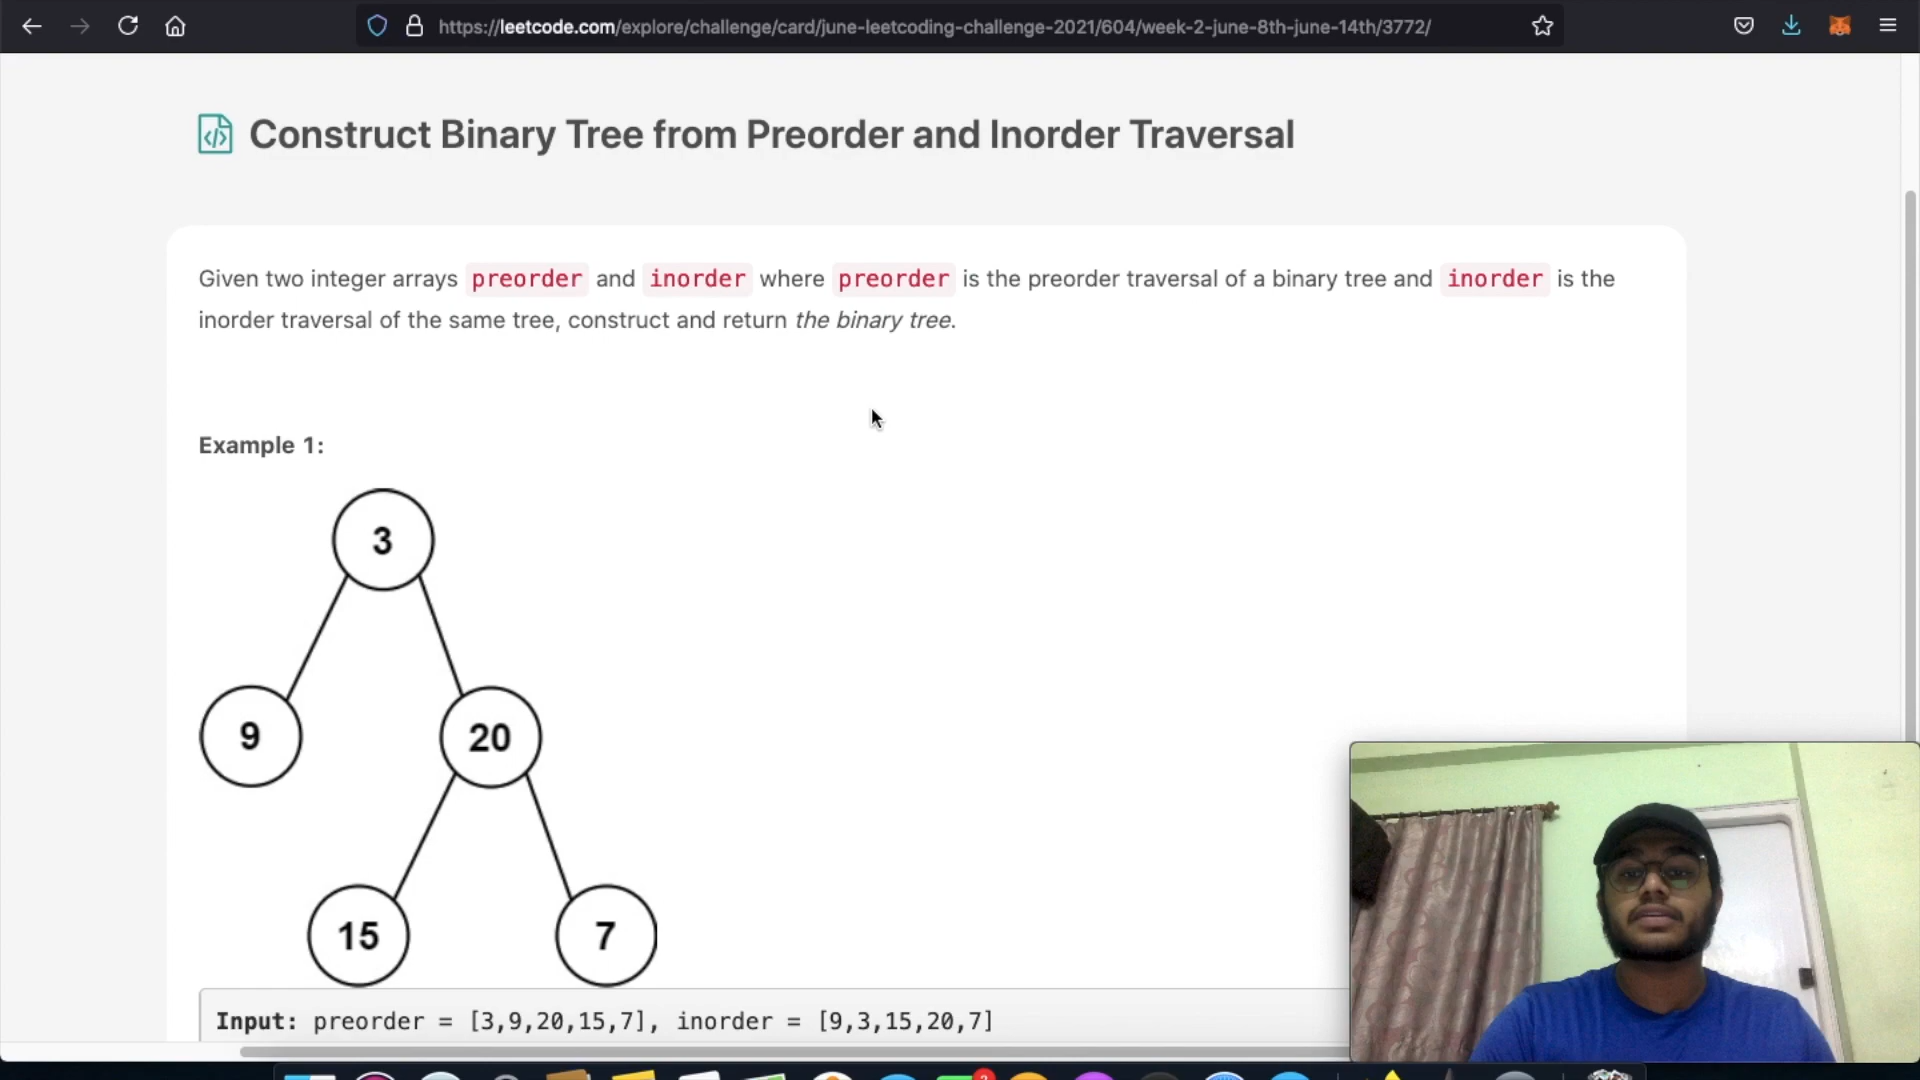 https://leetcode.com/explore/challenge/card/june-leetcoding-challenge-2021/604/week-2-june-8th-june-14th/3772/
</> Construct Binary Tree from Preorder and Inorder Traversal
Given two integer arrays preorder and inorder where preorder is the preorder traversal of a binary tree and inorder is the
inorder traversal of the same tree, construct and return the binary tree.
Example 1:
3
9
20
15
7
Input: preorder = [3,9,20,15,7], inorder = [9,3,15,20,7]
2